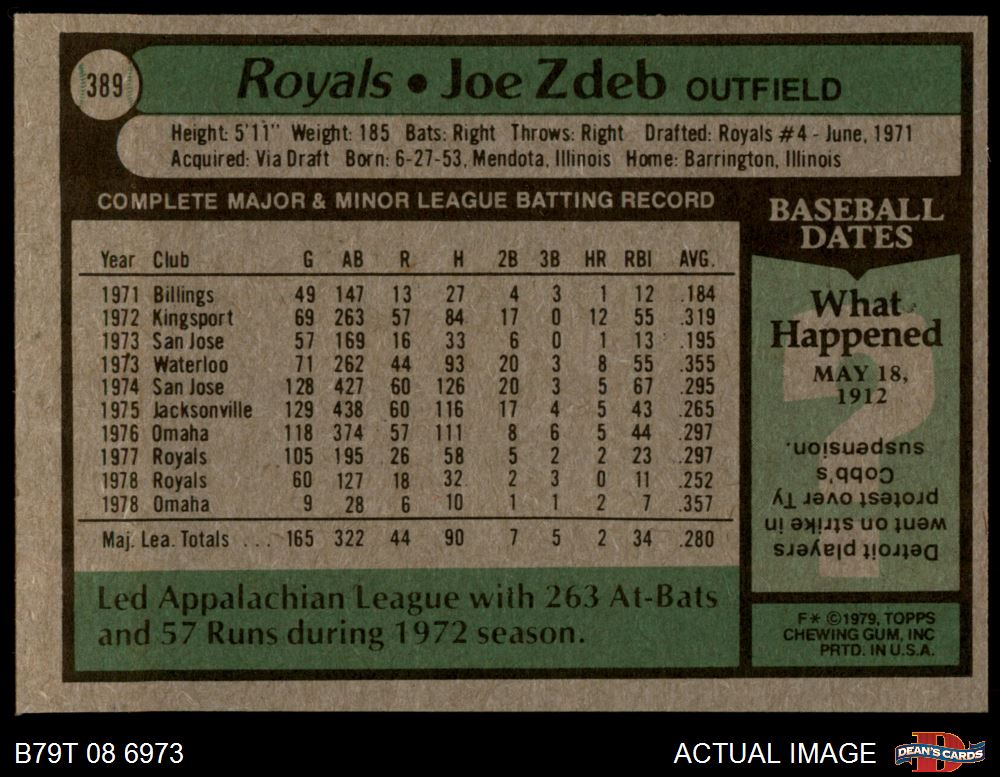 389
Royals • Joe Zdeb OUTFIELD
Height: 5'11" Weight: 185 Bats: Right Throws: Right Drafted: Royals #4 - June, 1971
Acquired: Via Draft Born: 6-27-53, Mendota, Illinois Home: Barrington, Illinois
COMPLETE MAJOR & MINOR LEAGUE BATTING RECORD
Year Club G AB R H 2B 3B HR RBI AVG.
1971 Billings 49 147 13 27 4 3 1 12 .184
1972 Kingsport 69 263 57 84 17 0 12 55 .319
1973 San Jose 57 169 16 33 6 0 1 13 .195
1973 Waterloo 71 262 44 93 20 3 8 55 .355
1974 San Jose 128 427 60 126 20 3 5 67 .295
1975 Jacksonville 129 438 60 116 17 4 5 43 .265
1976 Omaha 118 374 57 111 8 6 5 44 .297
1977 Royals 105 195 26 58 5 2 2 23 .297
1978 Royals 60 127 18 32 2 3 0 11 .252
1978 Omaha 9 28 6 10 1 1 2 7 .357
Maj. Lea. Totals ... 165 322 44 90 7 5 2 34 .280
Led Appalachian League with 263 At-Bats
and 57 Runs during 1972 season.
BASEBALL
DATES
What
Happened
MAY 18,
1912
?
Detroit players
went on strike in
protest over Ty
Cobb's
suspension.
F* ©1979, TOPPS
CHEWING GUM, INC
PRTD. IN U.S.A.
B79T 08 6973
ACTUAL IMAGE
D
DEAN'S CARDS